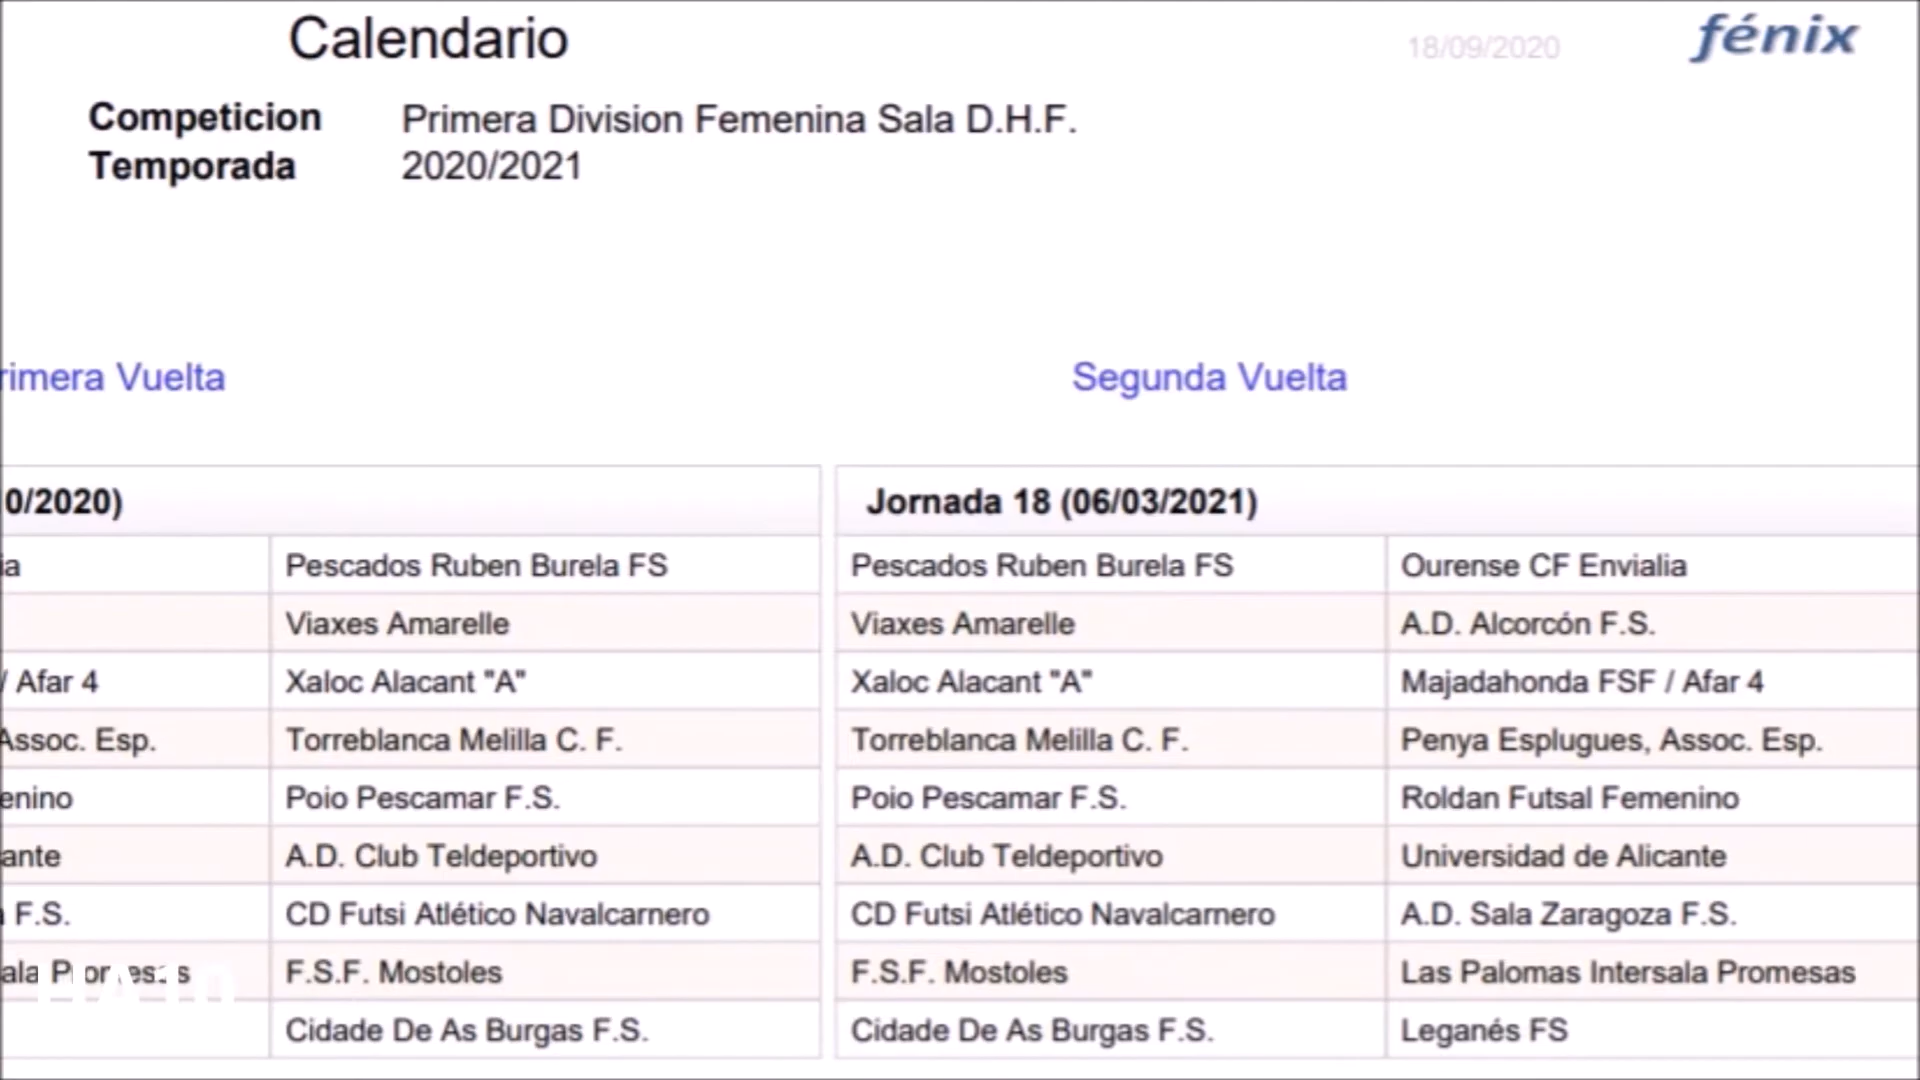 Calendario
18/09/2020
fénix
Competicion Primera Division Femenina Sala D.H.F.
Temporada 2020/2021
rimera Vuelta
Segunda Vuelta
0/2020)
Jornada 18 (06/03/2021)
ia Pescados Ruben Burela FS Pescados Ruben Burela FS Ourense CF Envialia
Viaxes Amarelle Viaxes Amarelle A.D. Alcorcón F.S.
/ Afar 4 Xaloc Alacant "A" Xaloc Alacant "A" Majadahonda FSF / Afar 4
Assoc. Esp. Torreblanca Melilla C. F. Torreblanca Melilla C. F. Penya Esplugues, Assoc. Esp.
enino Poio Pescamar F.S. Poio Pescamar F.S. Roldan Futsal Femenino
ante A.D. Club Teldeportivo A.D. Club Teldeportivo Universidad de Alicante
F.S. CD Futsi Atlético Navalcarnero CD Futsi Atlético Navalcarnero A.D. Sala Zaragoza F.S.
ala Promesas F.S.F. Mostoles F.S.F. Mostoles Las Palomas Intersala Promesas
Cidade De As Burgas F.S. Cidade De As Burgas F.S. Leganés FS